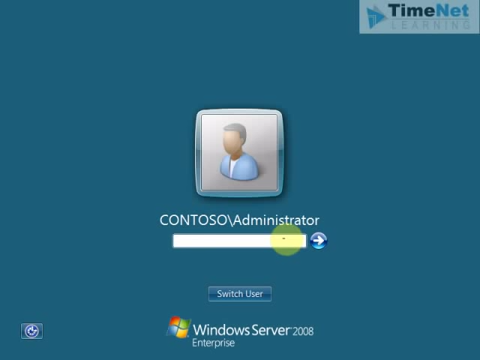 TimeNet
LEARNING
CONTOSO\Administrator
Switch User
Windows Server 2008
Enterprise